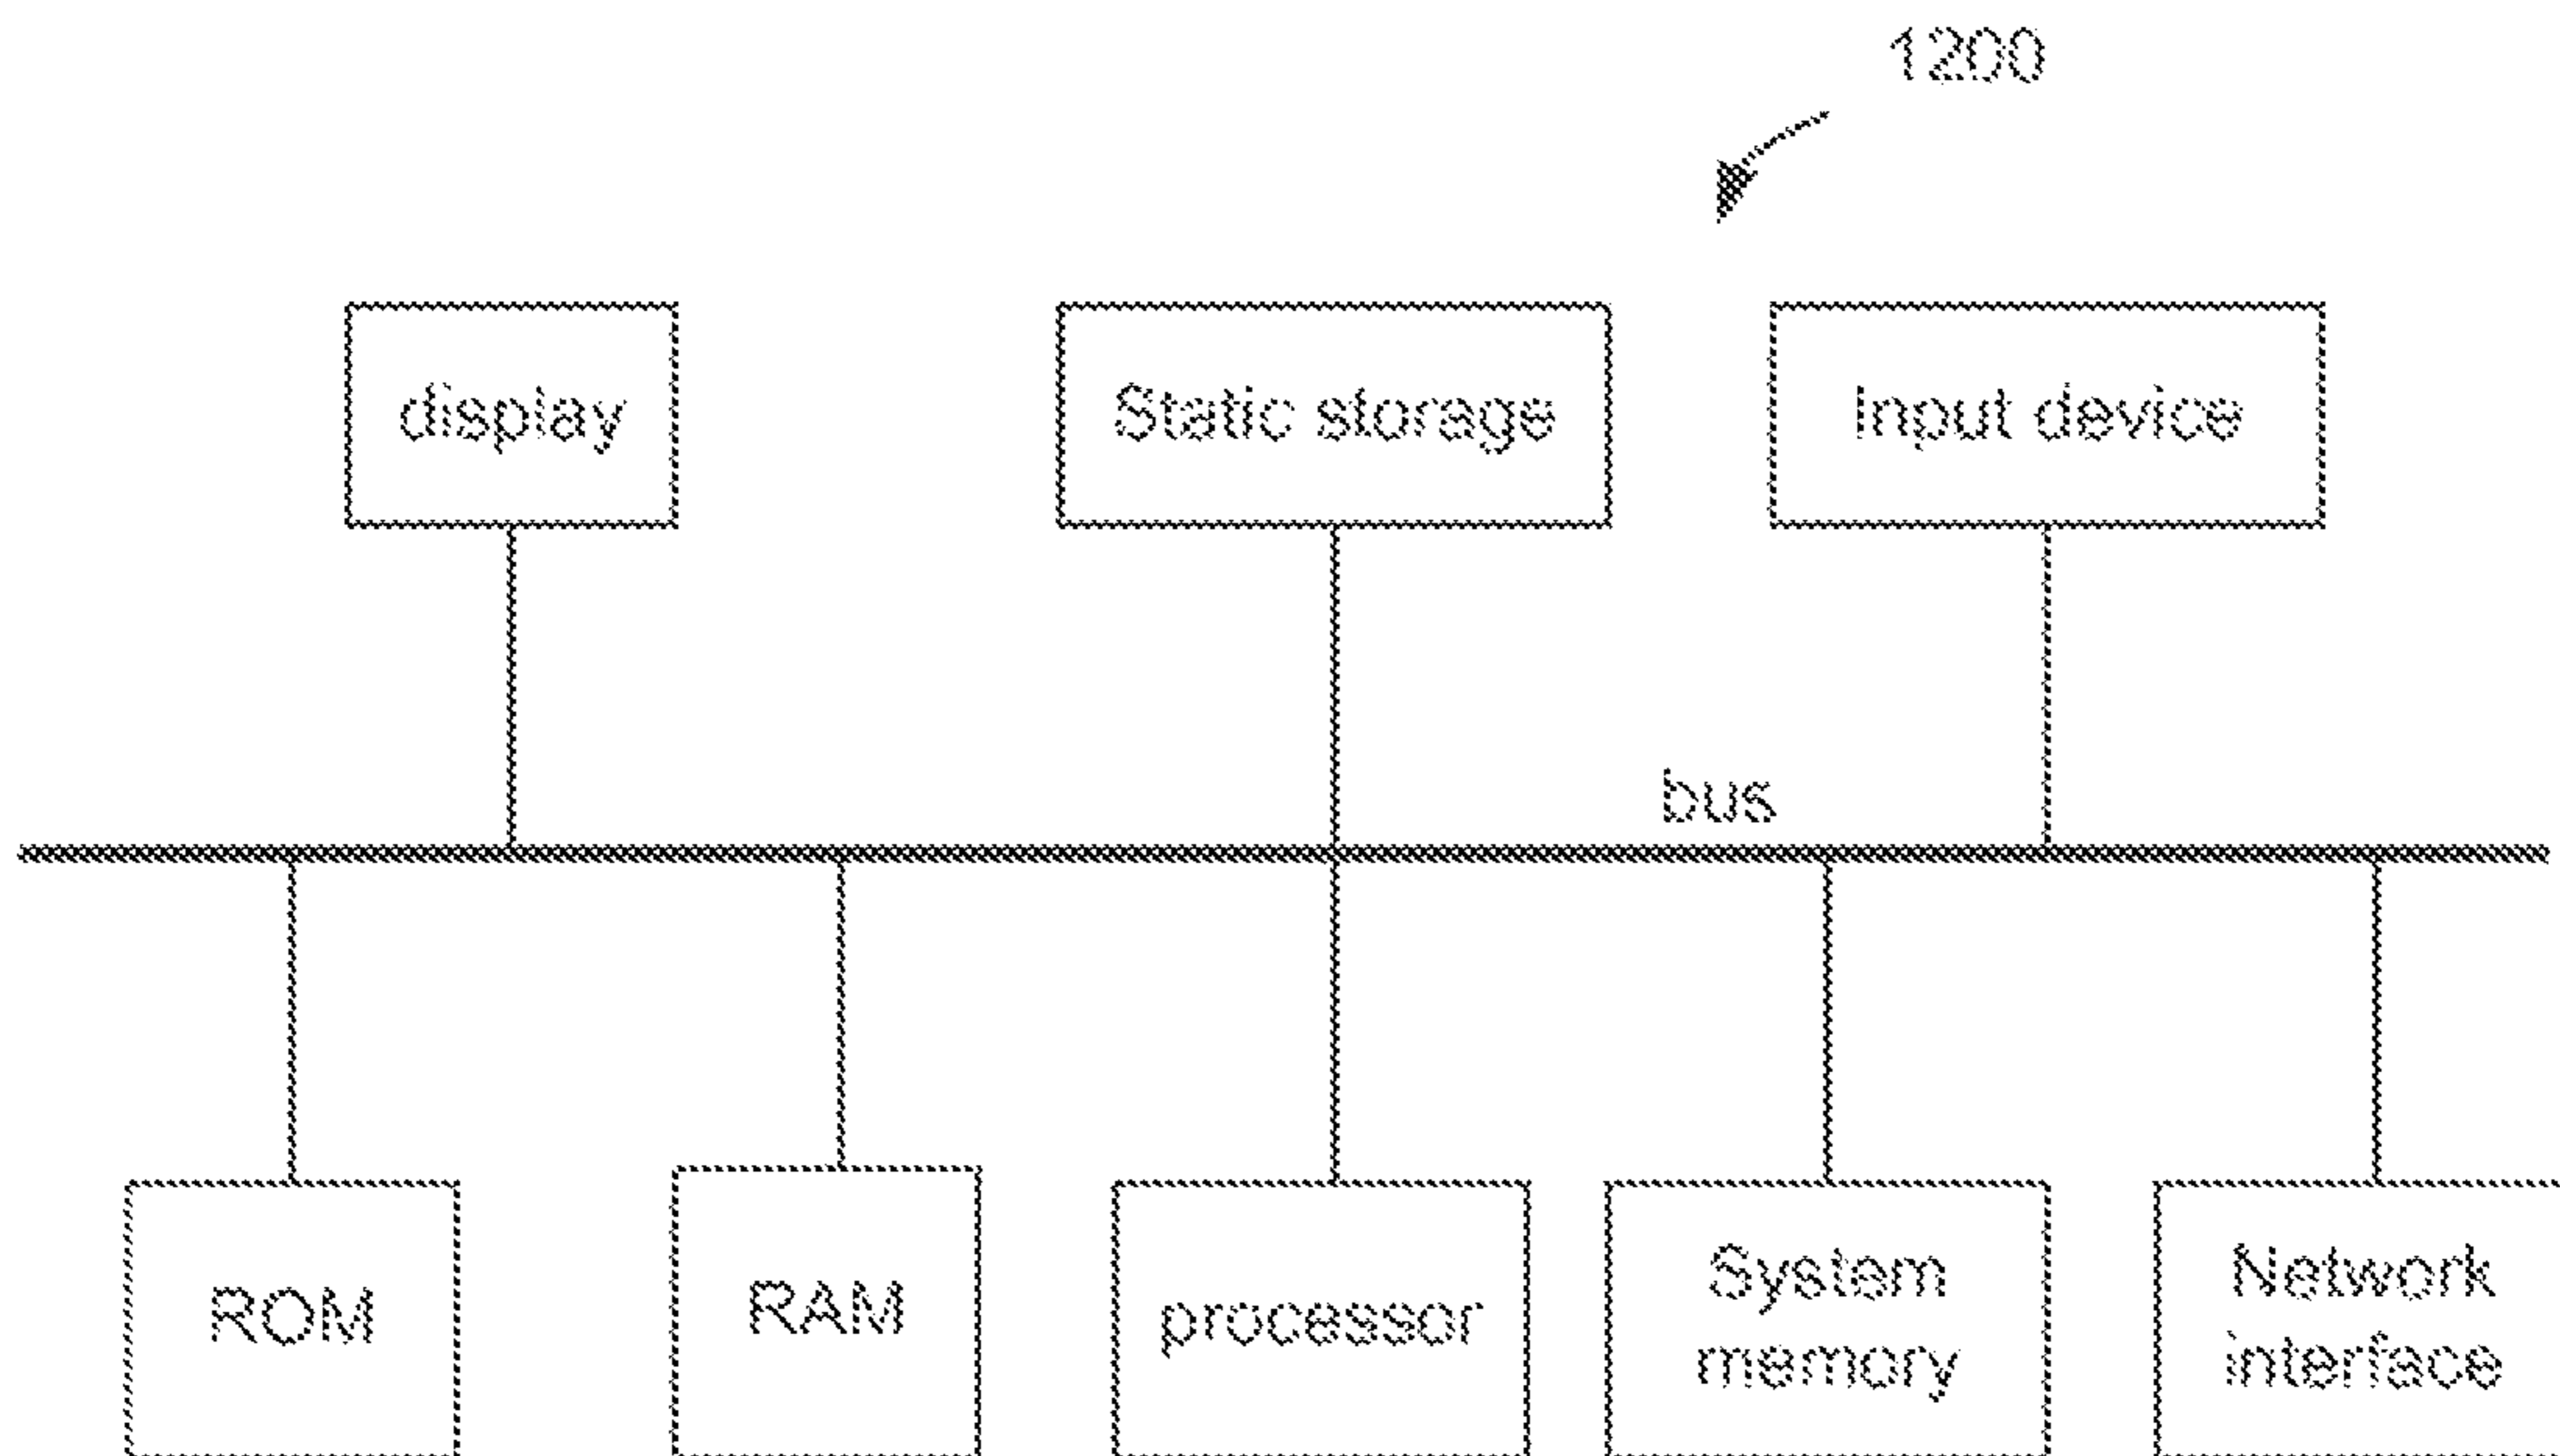 1200
display
Static storage
Input device
bus
ROM
RAM
processor
System
memory
Network
interface